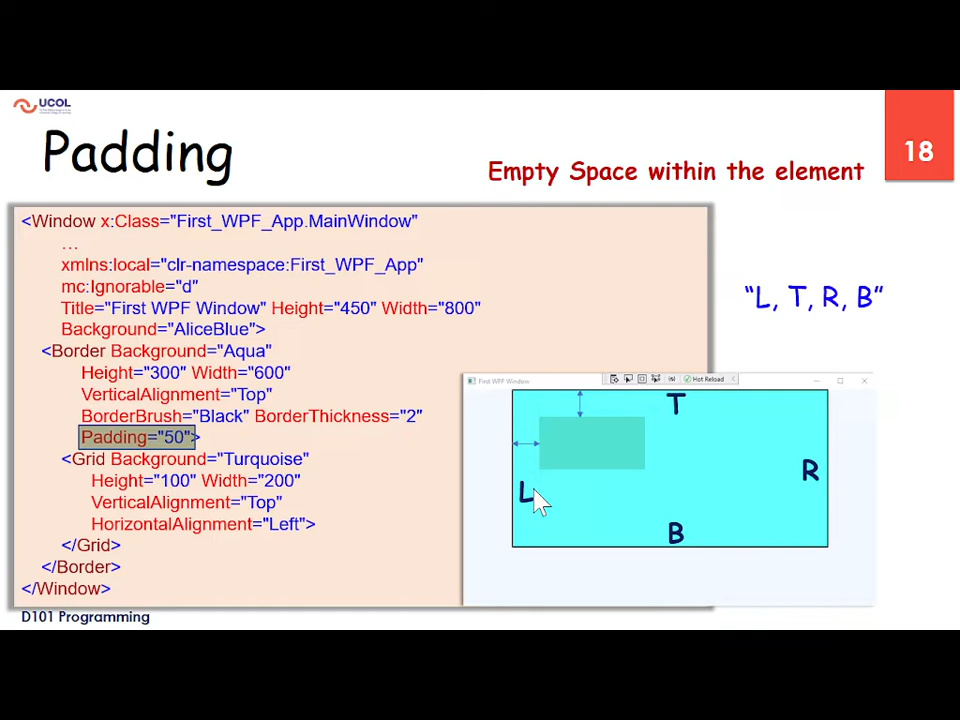 UCOL
Padding
Empty Space within the element
18
<Window x:Class="First_WPF_App.MainWindow"
…
xmlns:local="clr-namespace:First_WPF_App"
mc:Ignorable="d"
Title="First WPF Window" Height="450" Width="800"
Background="AliceBlue">
<Border Background="Aqua"
Height="300" Width="600"
VerticalAlignment="Top"
BorderBrush="Black" BorderThickness="2"
Padding="50">
<Grid Background="Turquoise"
Height="100" Width="200"
VerticalAlignment="Top"
HorizontalAlignment="Left">
</Grid>
</Border>
</Window>
"L, T, R, B"
First WPF Window
Hot Reload
T
R
L
B
D101 Programming